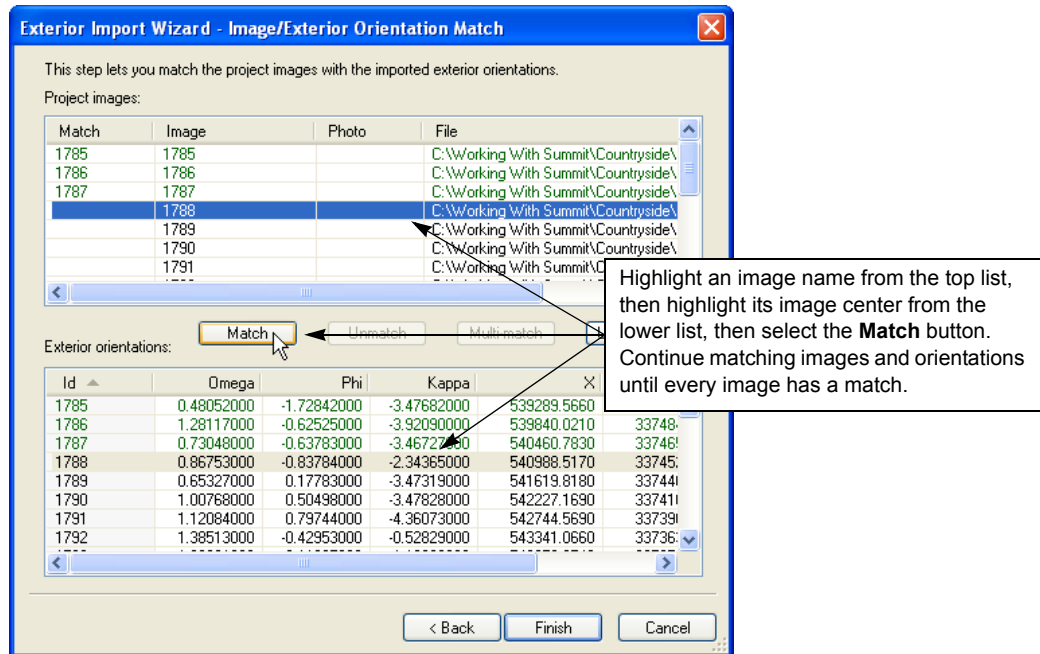 Exterior Import Wizard - Image/Exterior Orientation Match
This step lets you match the project images with the imported exterior orientations.
Project images:
Match Image Photo File
1785 1785 C:\Working With Summit\Countryside\
1786 1786 C:\Working With Summit\Countryside\
1787 1787 C:\Working With Summit\Countryside\
1788 C:\Working With Summit\Countryside\
1789 C:\Working With Summit\Countryside\
1790 C:\Working With Summit\Countryside\
1791 C:\Working With Summit\C
Highlight an image name from the top list,
then highlight its image center from the
lower list, then select the Match button.
Continue matching images and orientations
until every image has a match.
Match Unmatch Multi-match
Exterior orientations:
Id Omega Phi Kappa X
1785 0.48052000 -1.72842000 -3.47682000 539289.5660
1786 1.28117000 -0.62525000 -3.92090000 539840.0210 33748
1787 0.73048000 -0.63783000 -3.46727000 540460.7830 33746
1788 0.86753000 -0.83784000 -2.34365000 540988.5170 33745
1789 0.65327000 0.17783000 -3.47319000 541619.8180 33744
1790 1.00768000 0.50498000 -3.47828000 542227.1690 33741
1791 1.12084000 0.79744000 -4.36073000 542744.5690 33739
1792 1.38513000 -0.42953000 -0.52829000 543341.0660 33736
< Back Finish Cancel